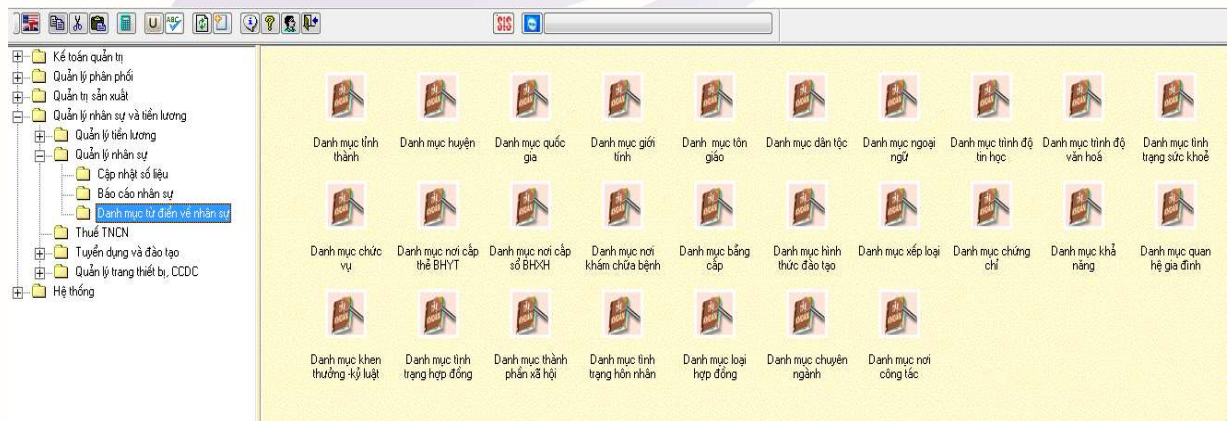 U ABC SIS
Kế toán quản trị
Quản lý phân phối
Quản trị sản xuất
Quản lý nhân sự và tiền lương
Quản lý tiền lương
Quản lý nhân sự
Cập nhật số liệu
Báo cáo nhân sự
Danh mục từ điển về nhân sự
Thuế TNCN
Tuyển dụng và đào tạo
Quản lý trang thiết bị, CCDC
Hệ thống
Danh mục tỉnh
thành
Danh mục huyện
Danh mục quốc
gia
Danh mục giới
tính
Danh mục tôn
giáo
Danh mục dân tộc
Danh mục ngoại
ngữ
Danh mục trình độ
tin học
Danh mục trình độ
văn hoá
Danh mục tình
trạng sức khoẻ
Danh mục chức
vụ
Danh mục nơi cấp
thẻ BHYT
Danh mục nơi cấp
sổ BHXH
Danh mục nơi
khám chữa bệnh
Danh mục bằng
cấp
Danh mục hình
thức đào tạo
Danh mục xếp loại
Danh mục chứng
chỉ
Danh mục khả
năng
Danh mục quan
hệ gia đình
Danh mục khen
thưởng -kỷ luật
Danh mục tình
trạng hợp đồng
Danh mục thành
phần xã hội
Danh mục tình
trạng hôn nhân
Danh mục loại
hợp đồng
Danh mục chuyên
ngành
Danh mục nơi
công tác